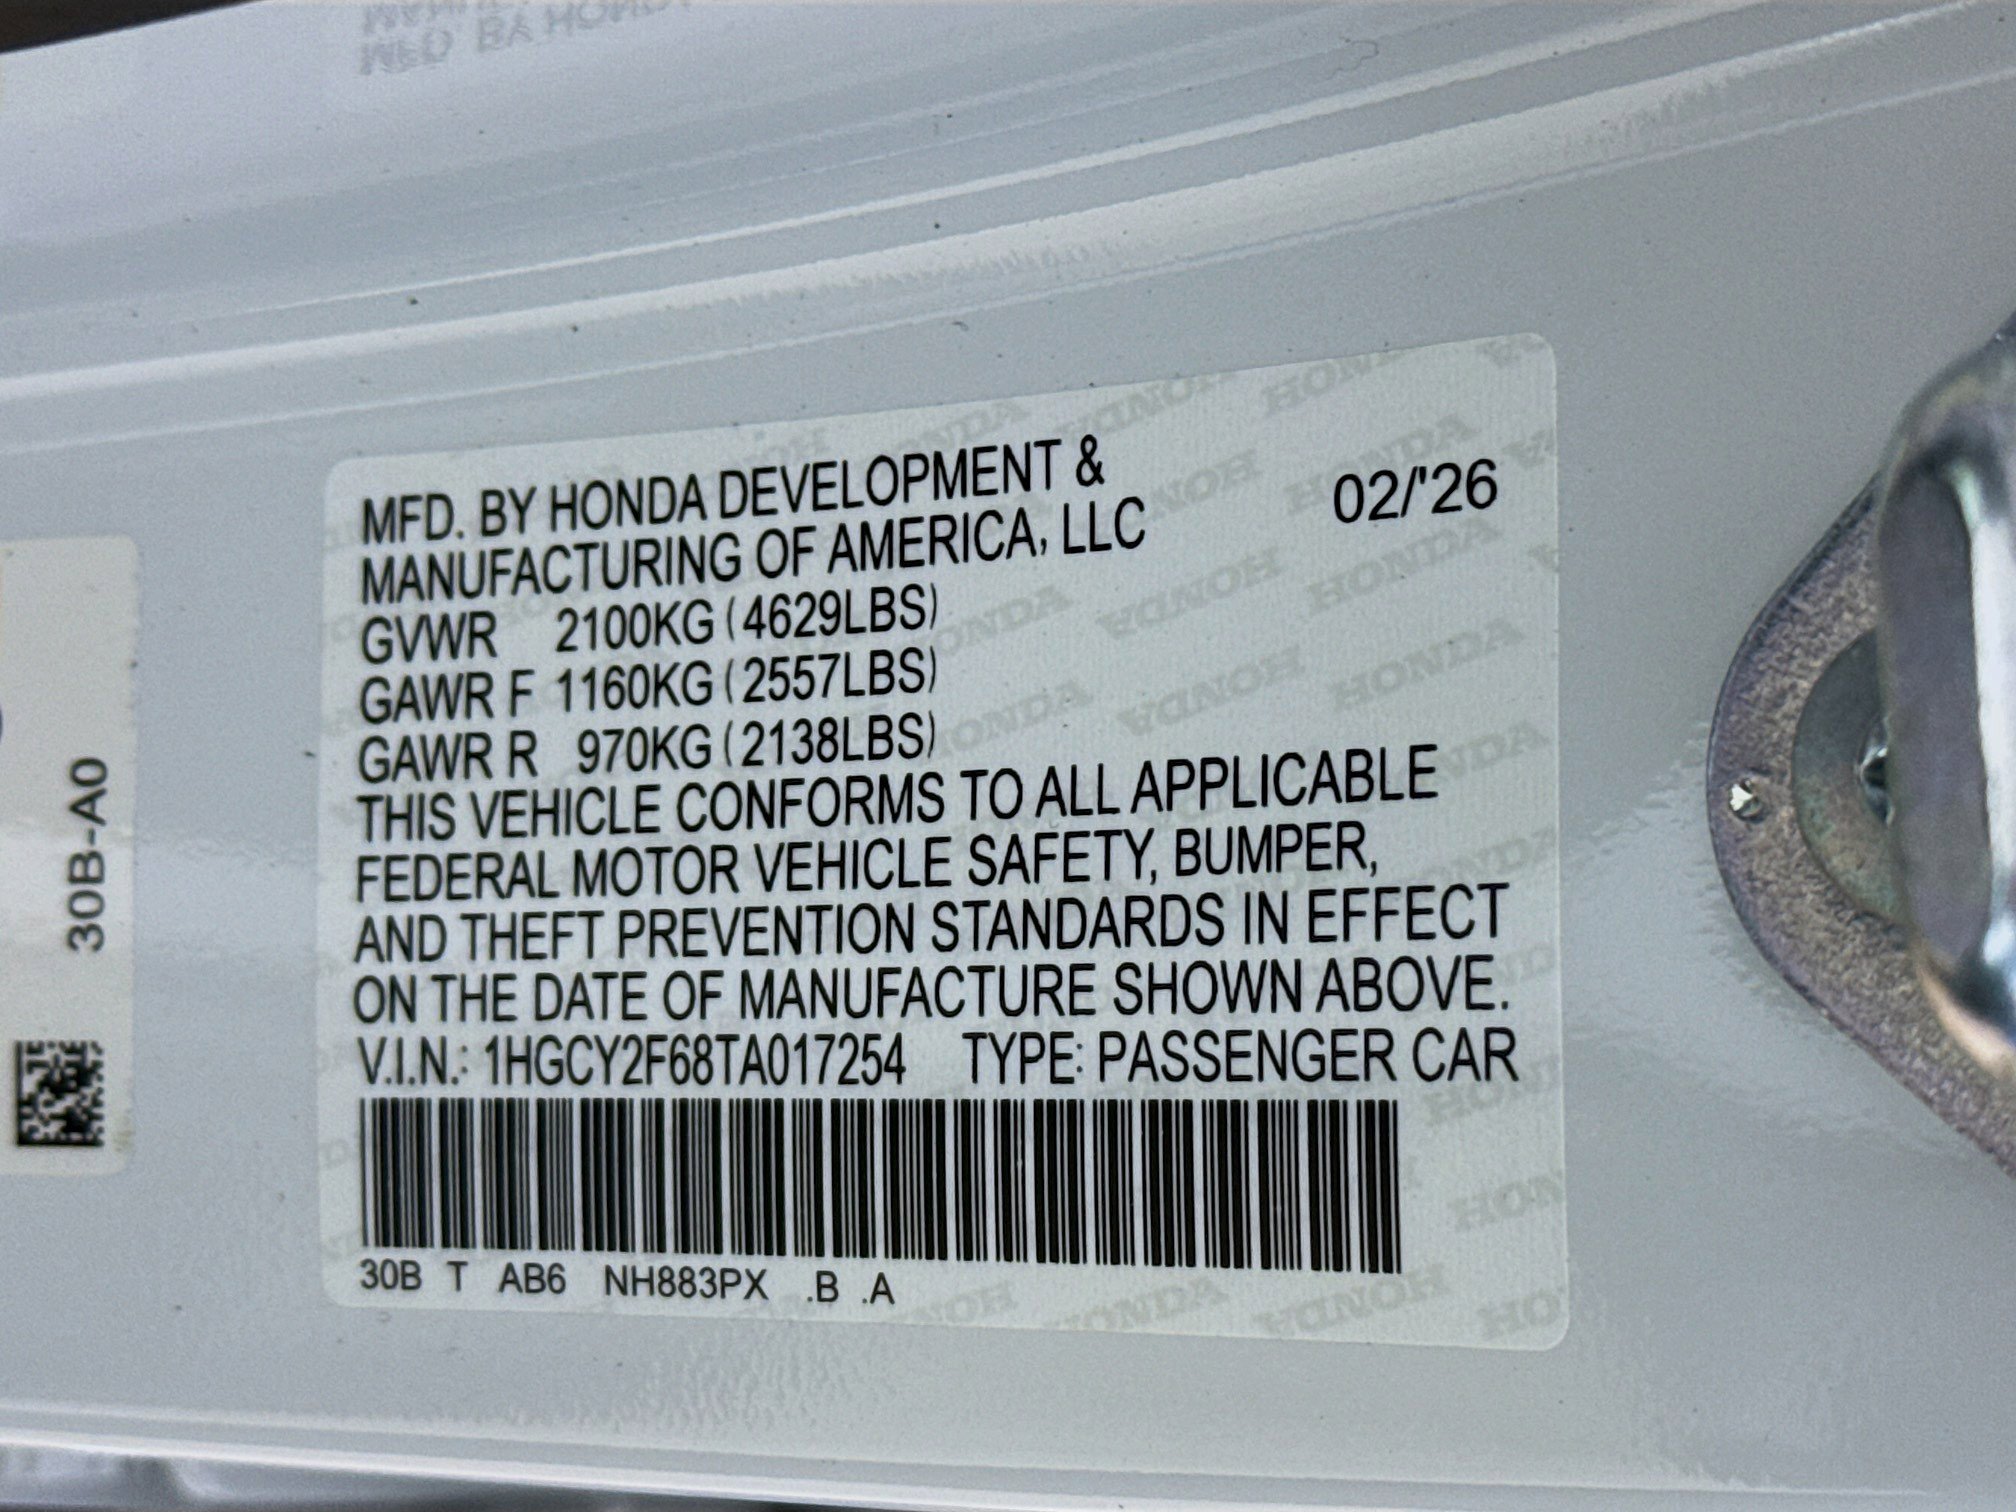 MFD. BY HONDA DEVELOPMENT &
MANUFACTURING OF AMERICA, LLC
02/'26
GVWR 2100KG (4629LBS)
GAWR F 1160KG (2557LBS)
GAWR R 970KG (2138LBS)
THIS VEHICLE CONFORMS TO ALL APPLICABLE
FEDERAL MOTOR VEHICLE SAFETY, BUMPER,
AND THEFT PREVENTION STANDARDS IN EFFECT
ON THE DATE OF MANUFACTURE SHOWN ABOVE.
V.I.N.: 1HGCY2F68TA017254 TYPE: PASSENGER CAR
30B T AB6 NH883PX .B .A
30B-A0